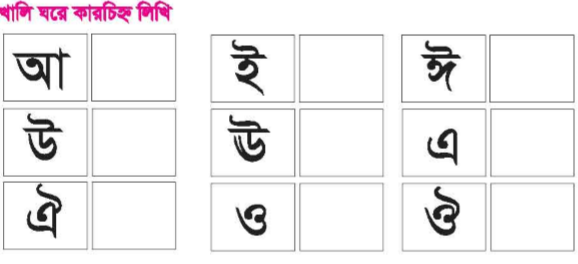 খালি ঘরে কারচিহ্ন লিখি
আ ই ঈ
উ ঊ এ
ঐ ও ঔ